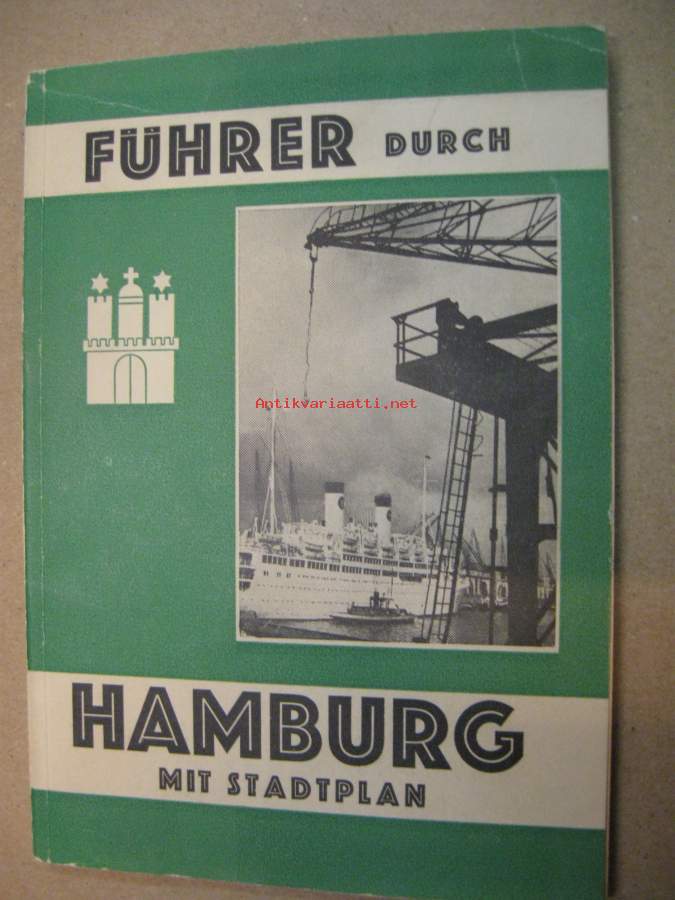 FÜHRER DURCH
Antikvariaatti.net
HAMBURG
MIT STADTPLAN